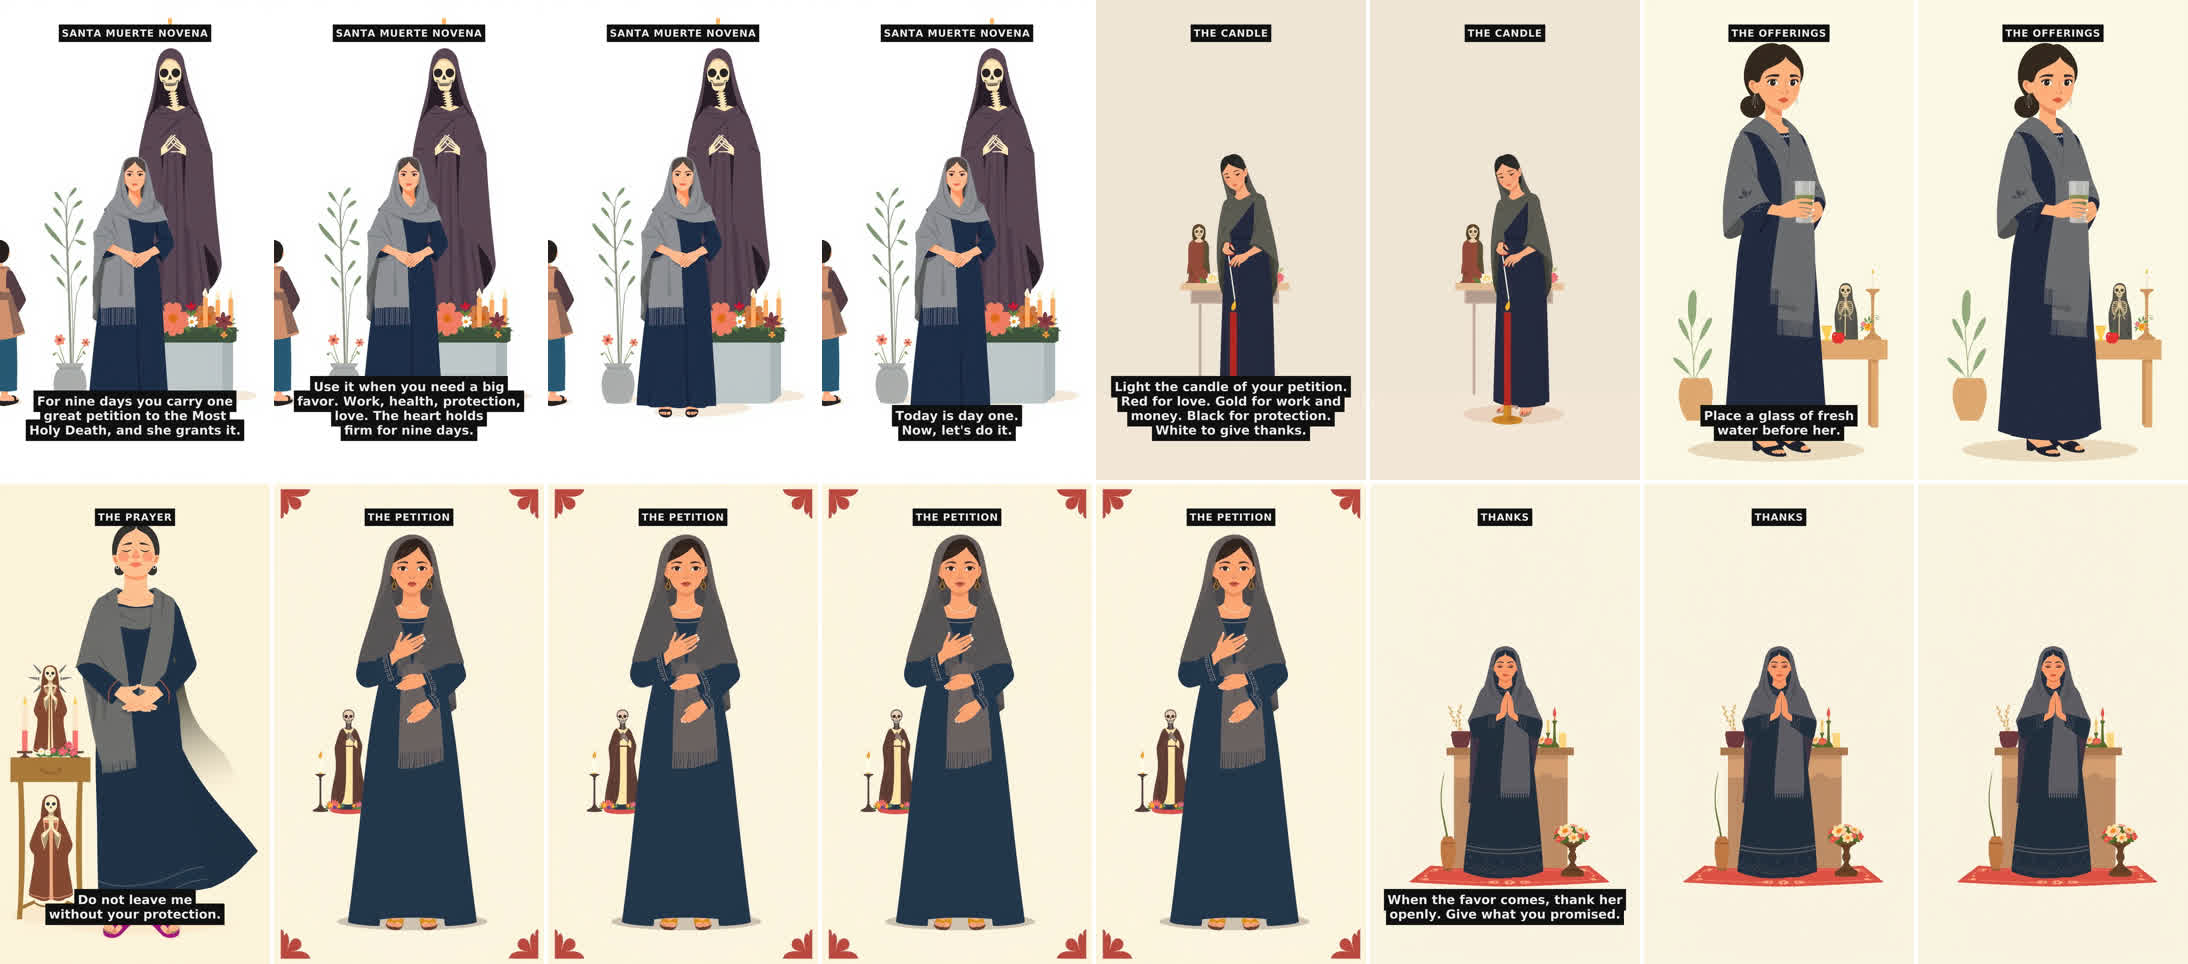 SANTA MUERTE NOVENA
For nine days you carry one
great petition to the Most
Holy Death, and she grants it.
SANTA MUERTE NOVENA
Use it when you need a big
favor. Work, health, protection,
love. The heart holds
firm for nine days.
SANTA MUERTE NOVENA
SANTA MUERTE NOVENA
Today is day one.
Now, let's do it.
THE CANDLE
Light the candle of your petition.
Red for love. Gold for work and
money. Black for protection.
White to give thanks.
THE CANDLE
THE OFFERINGS
Place a glass of fresh
water before her.
THE OFFERINGS
THE PRAYER
Do not leave me
without your protection.
THE PETITION
THE PETITION
THE PETITION
THE PETITION
THANKS
When the favor comes, thank her
openly. Give what you promised.
THANKS